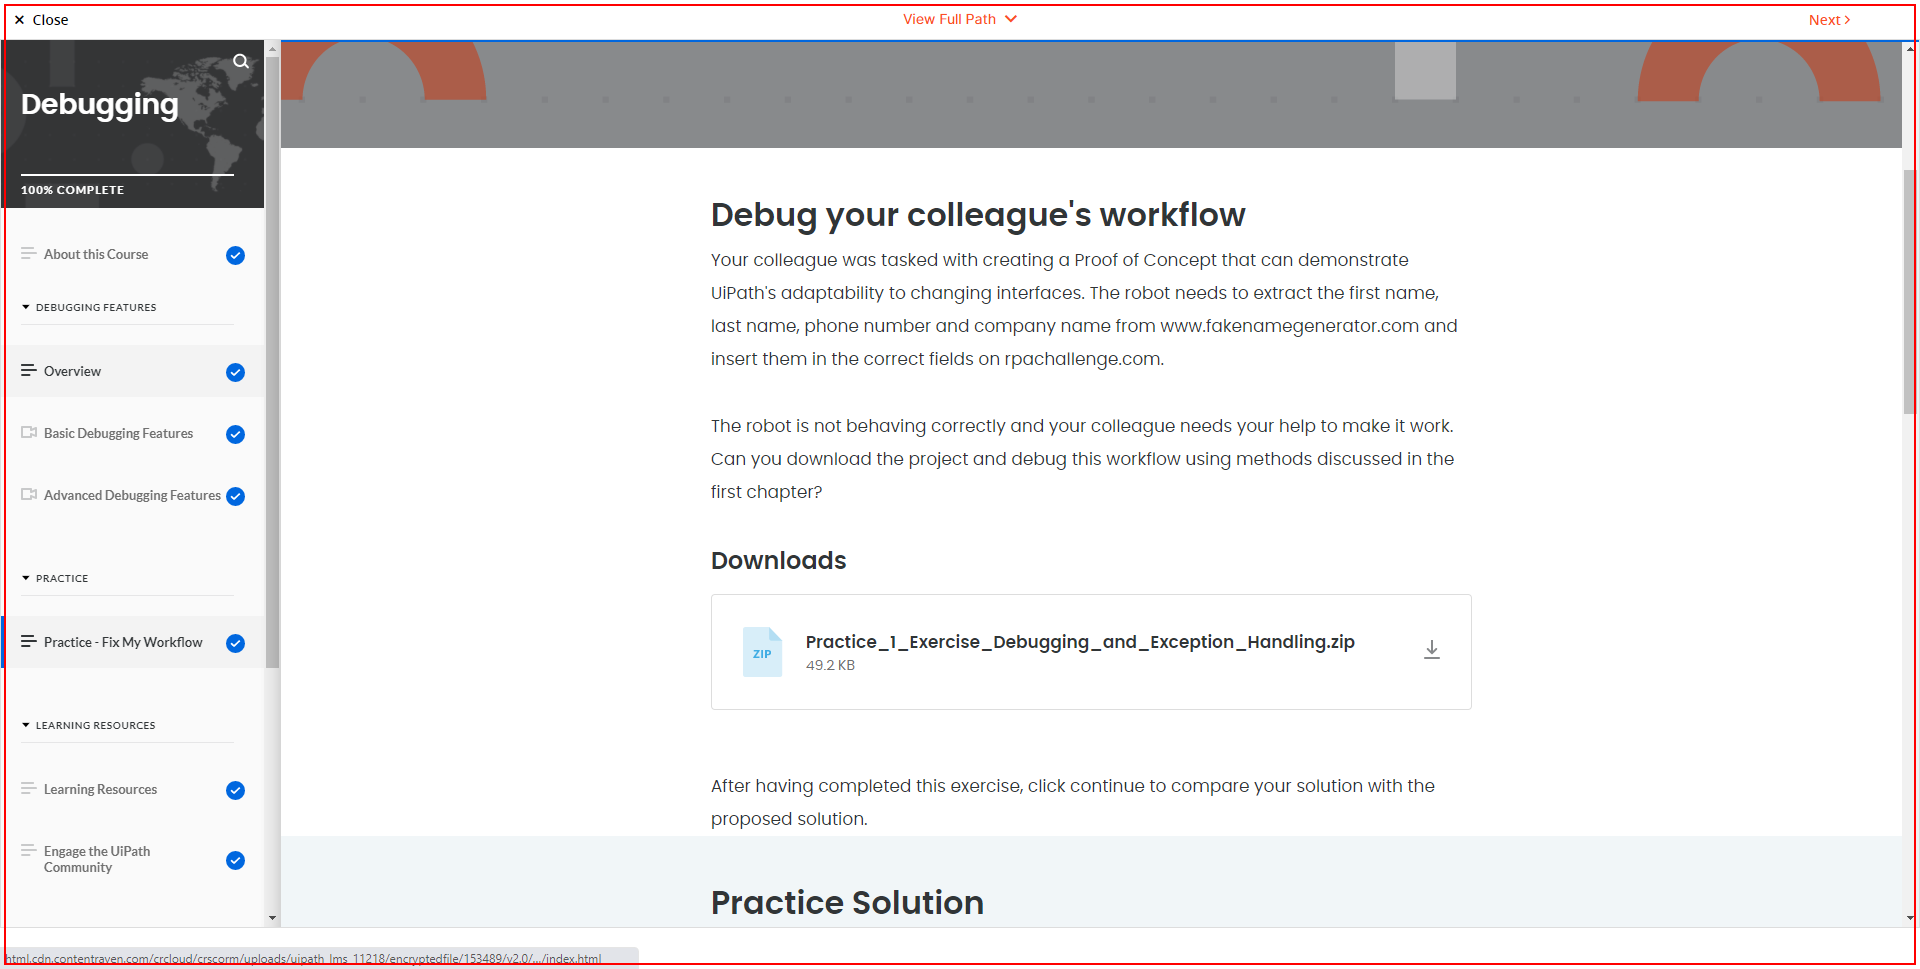 × Close
View Full Path
Next >
Debugging
100% COMPLETE
About this Course
DEBUGGING FEATURES
Overview
Basic Debugging Features
Advanced Debugging Features
PRACTICE
Practice - Fix My Workflow
LEARNING RESOURCES
Learning Resources
Engage the UiPath
Community
Debug your colleague's workflow
Your colleague was tasked with creating a Proof of Concept that can demonstrate
UiPath's adaptability to changing interfaces. The robot needs to extract the first name,
last name, phone number and company name from www.fakenamegenerator.com and
insert them in the correct fields on rpachallenge.com.
The robot is not behaving correctly and your colleague needs your help to make it work.
Can you download the project and debug this workflow using methods discussed in the
first chapter?
Downloads
ZIP
Practice_1_Exercise_Debugging_and_Exception_Handling.zip
49.2 KB
After having completed this exercise, click continue to compare your solution with the
proposed solution.
Practice Solution
html.cdn.contentraven.com/crcloud/crscorm/uploads/uipath_lms_11218/encryptedfile/153489/v2.0/.../index.html